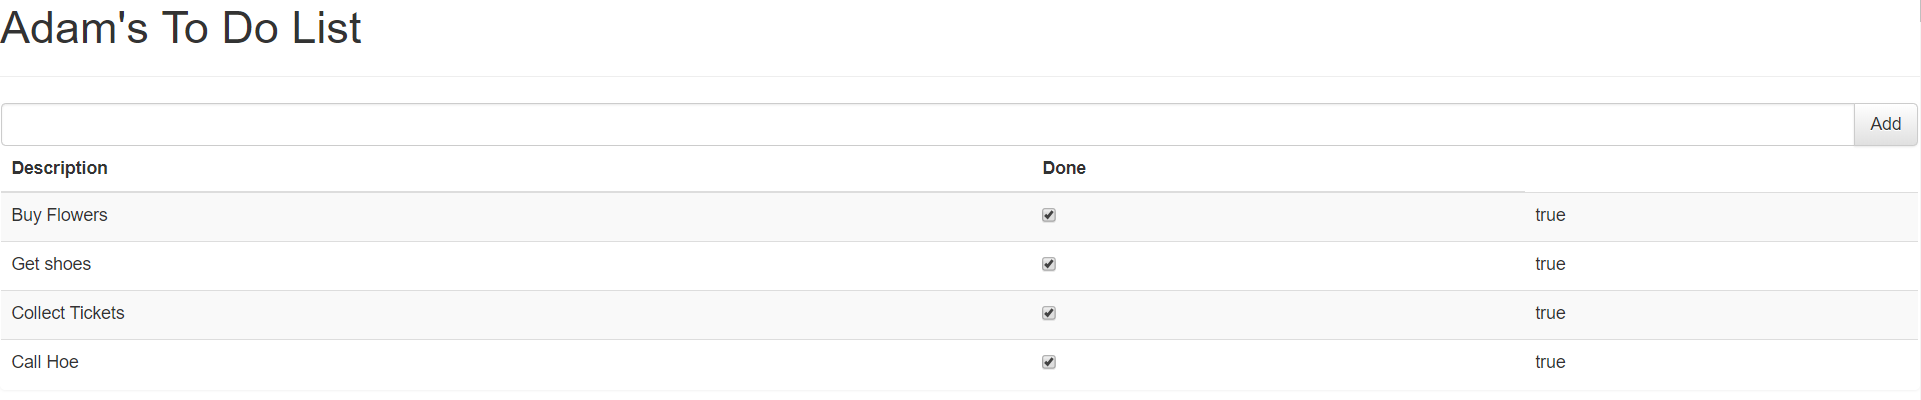 Adam's To Do List
Add
Description Done
Buy Flowers true
Get shoes true
Collect Tickets true
Call Hoe true